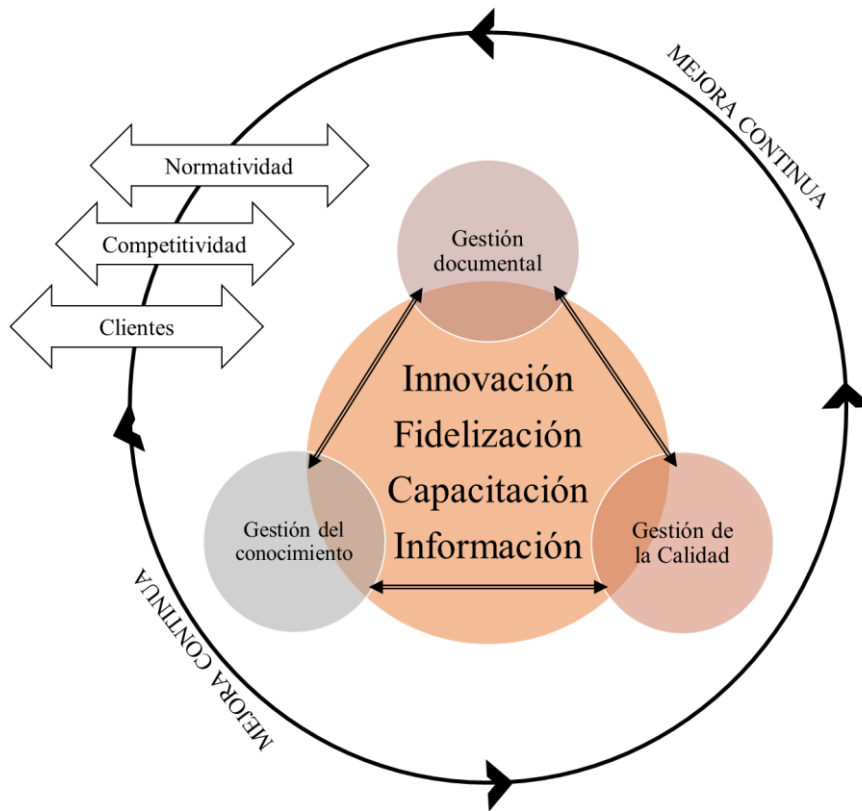 MEJORA CONTINUA
Normatividad
Competitividad
Clientes
Gestión
documental
Innovación
Fidelización
Capacitación
Información
Gestión del
conocimiento
Gestión de
la Calidad
MEJORA CONTINUA